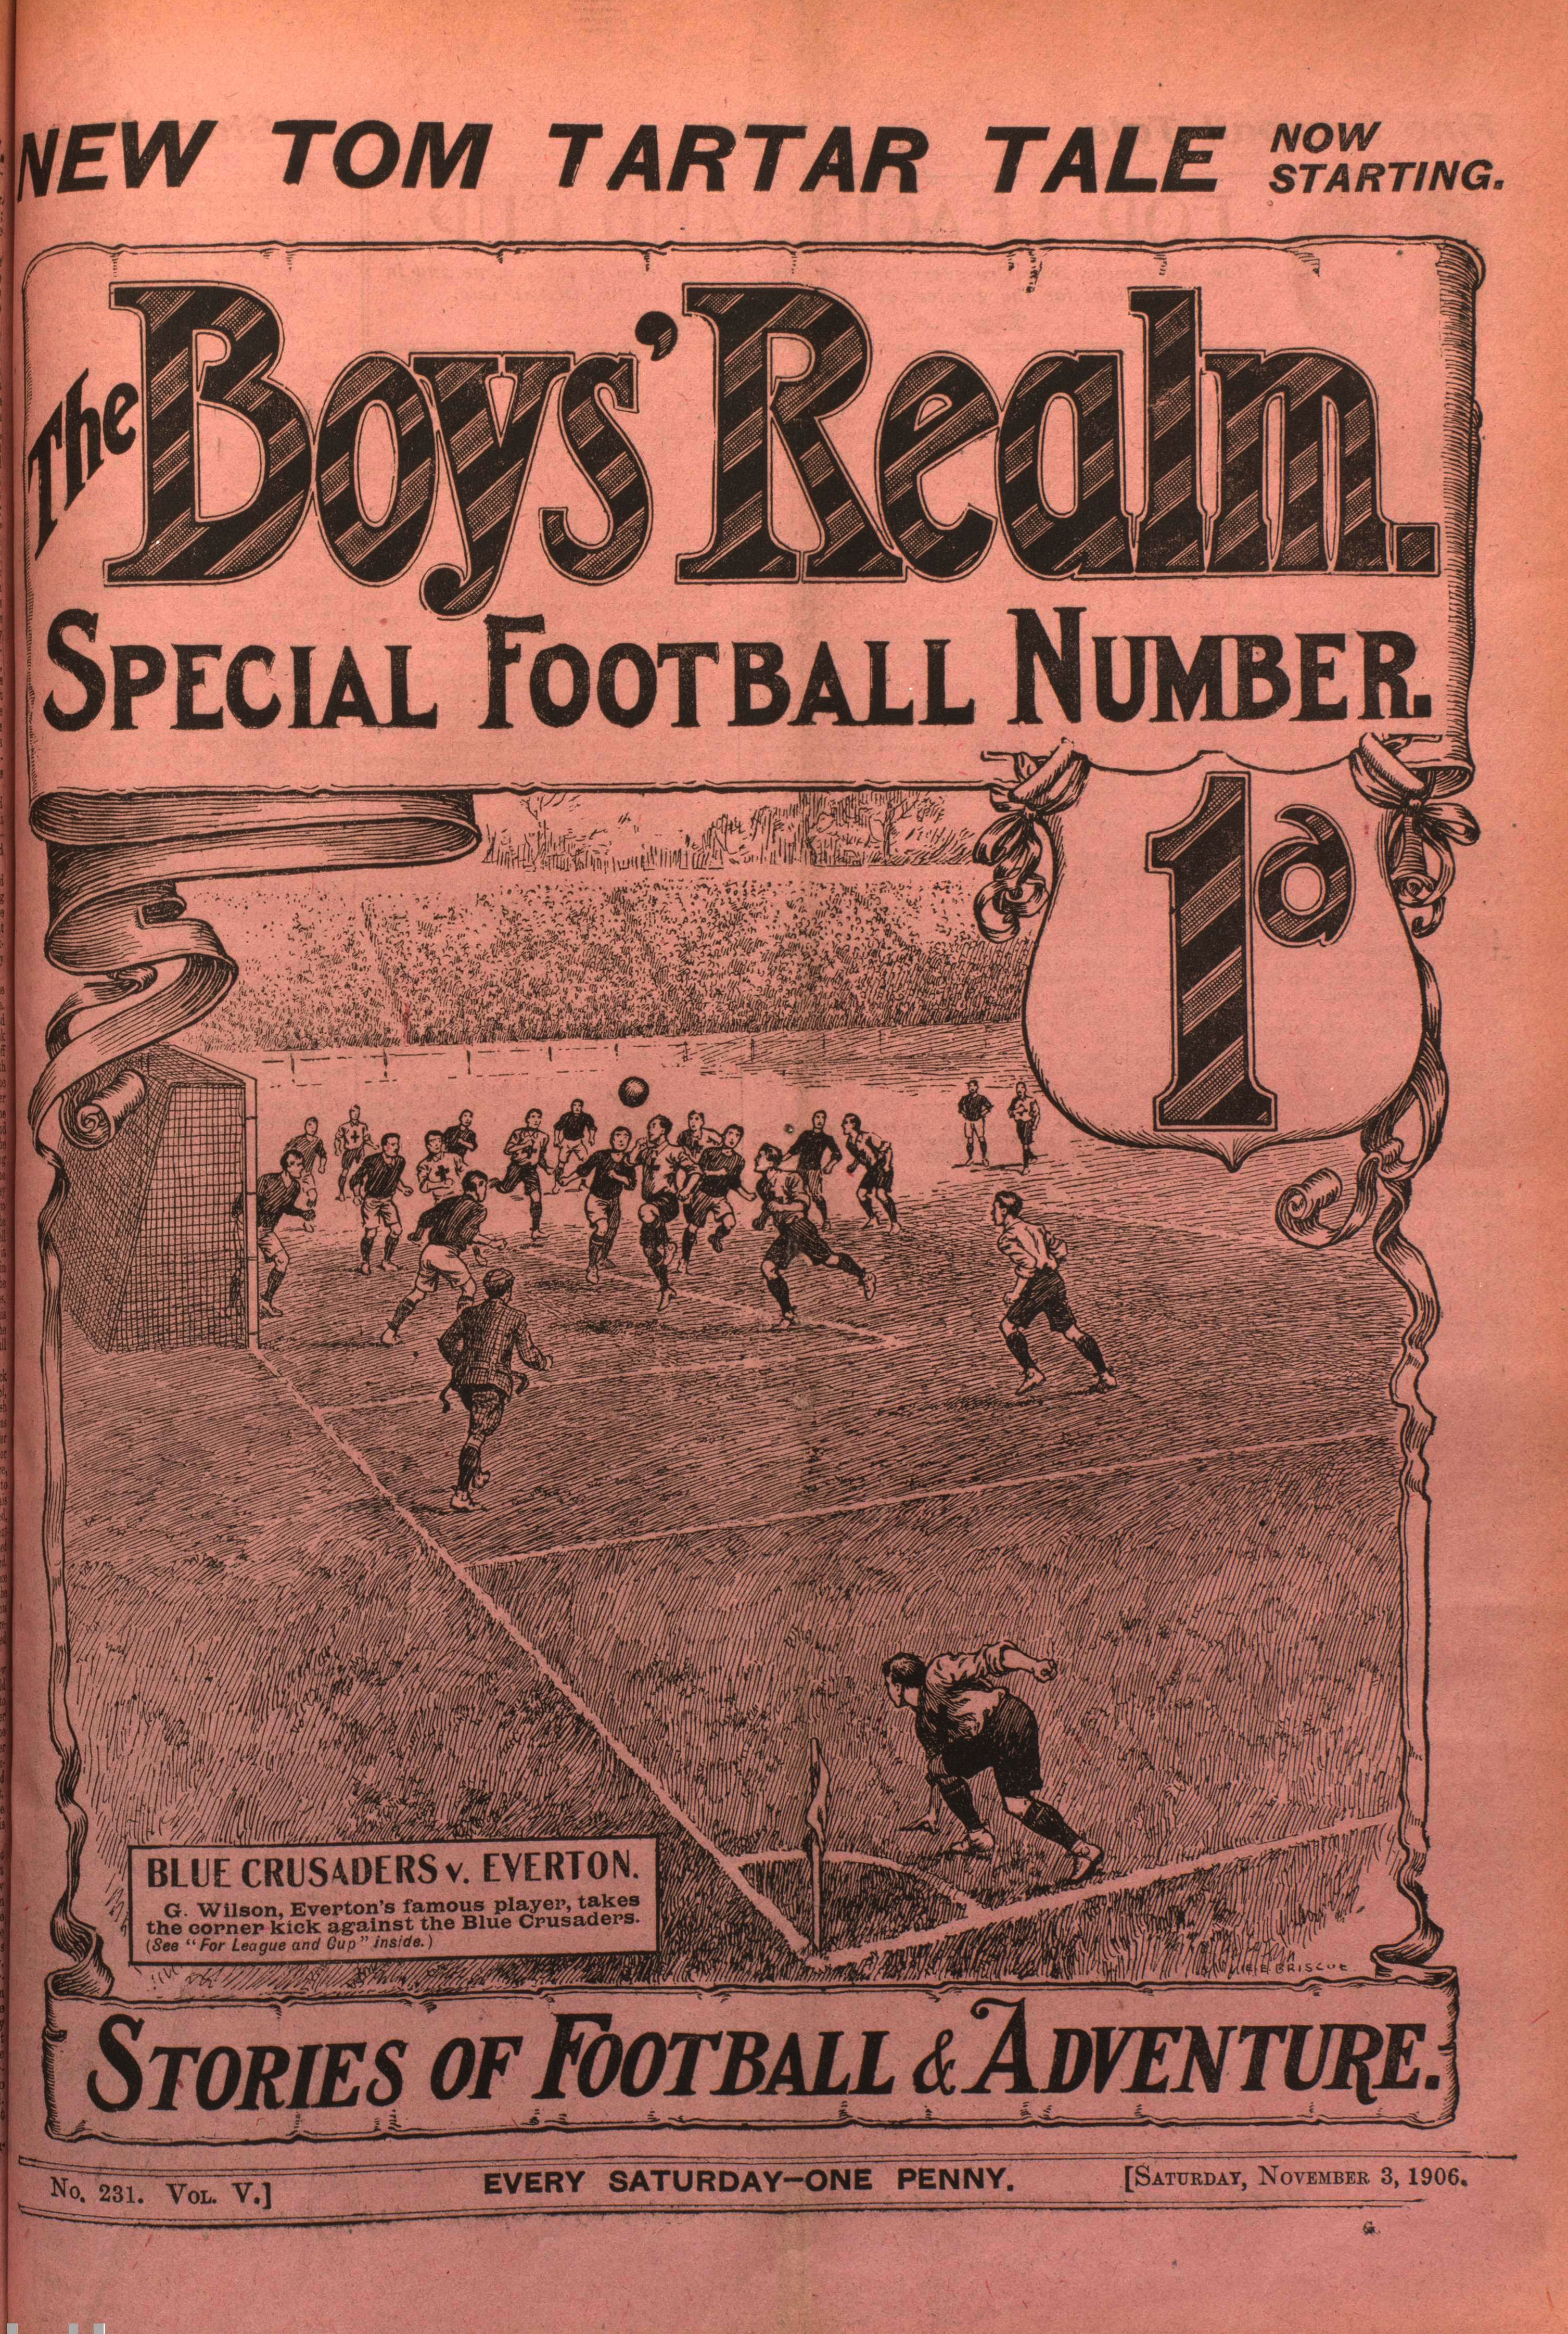 NEW TOM TARTAR TALE NOW STARTING.
The Boys' Realm.
SPECIAL FOOTBALL NUMBER.
1d
BLUE CRUSADERS v. EVERTON.
G. Wilson, Everton's famous player, takes
the corner kick against the Blue Crusaders.
(See "For League and Cup" inside.)
BRISCOE
STORIES OF FOOTBALL & ADVENTURE.
No. 231. VOL. V.] EVERY SATURDAY—ONE PENNY. [SATURDAY, NOVEMBER 3, 1906.
G